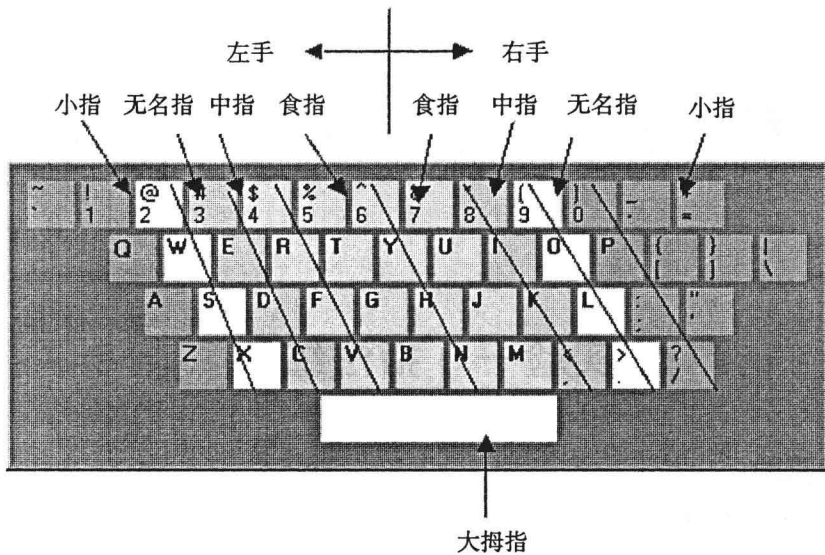 左手 右手
小指 无名指 中指 食指 食指 中指 无名指 小指
~ ! @ # $ % ^ & * ( ) _ +
` 1 2 3 4 5 6 7 8 9 0 - =
Q W E R T Y U I O P { } |
[ ] \
A S D F G H J K L : "
; '
Z X C V B N M < > ?
, . /
大拇指